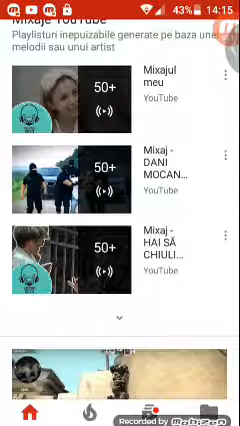 43% 14:15
Mixaje YouTube
Playlisturi inepuizabile generate pe baza unei
melodii sau unui artist
50+
Mixajul
meu
YouTube
50+
Mixaj -
DANI
MOCAN...
YouTube
50+
Mixaj -
HAI SĂ
CHIULI...
YouTube
Recorded by Mobizen